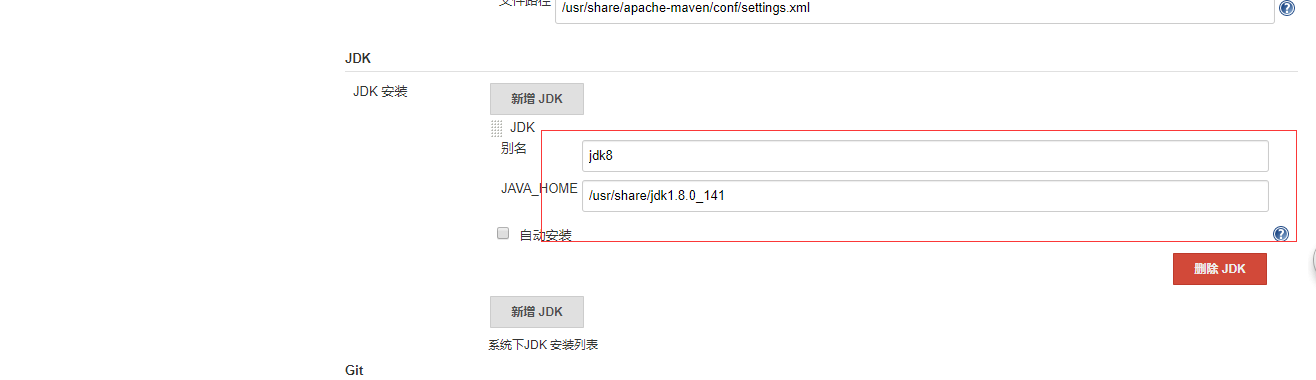 文件路径 /usr/share/apache-maven/conf/settings.xml
JDK
JDK 安装
新增 JDK
JDK
别名 jdk8
JAVA_HOME /usr/share/jdk1.8.0_141
自动安装
删除 JDK
新增 JDK
系统下JDK 安装列表
Git